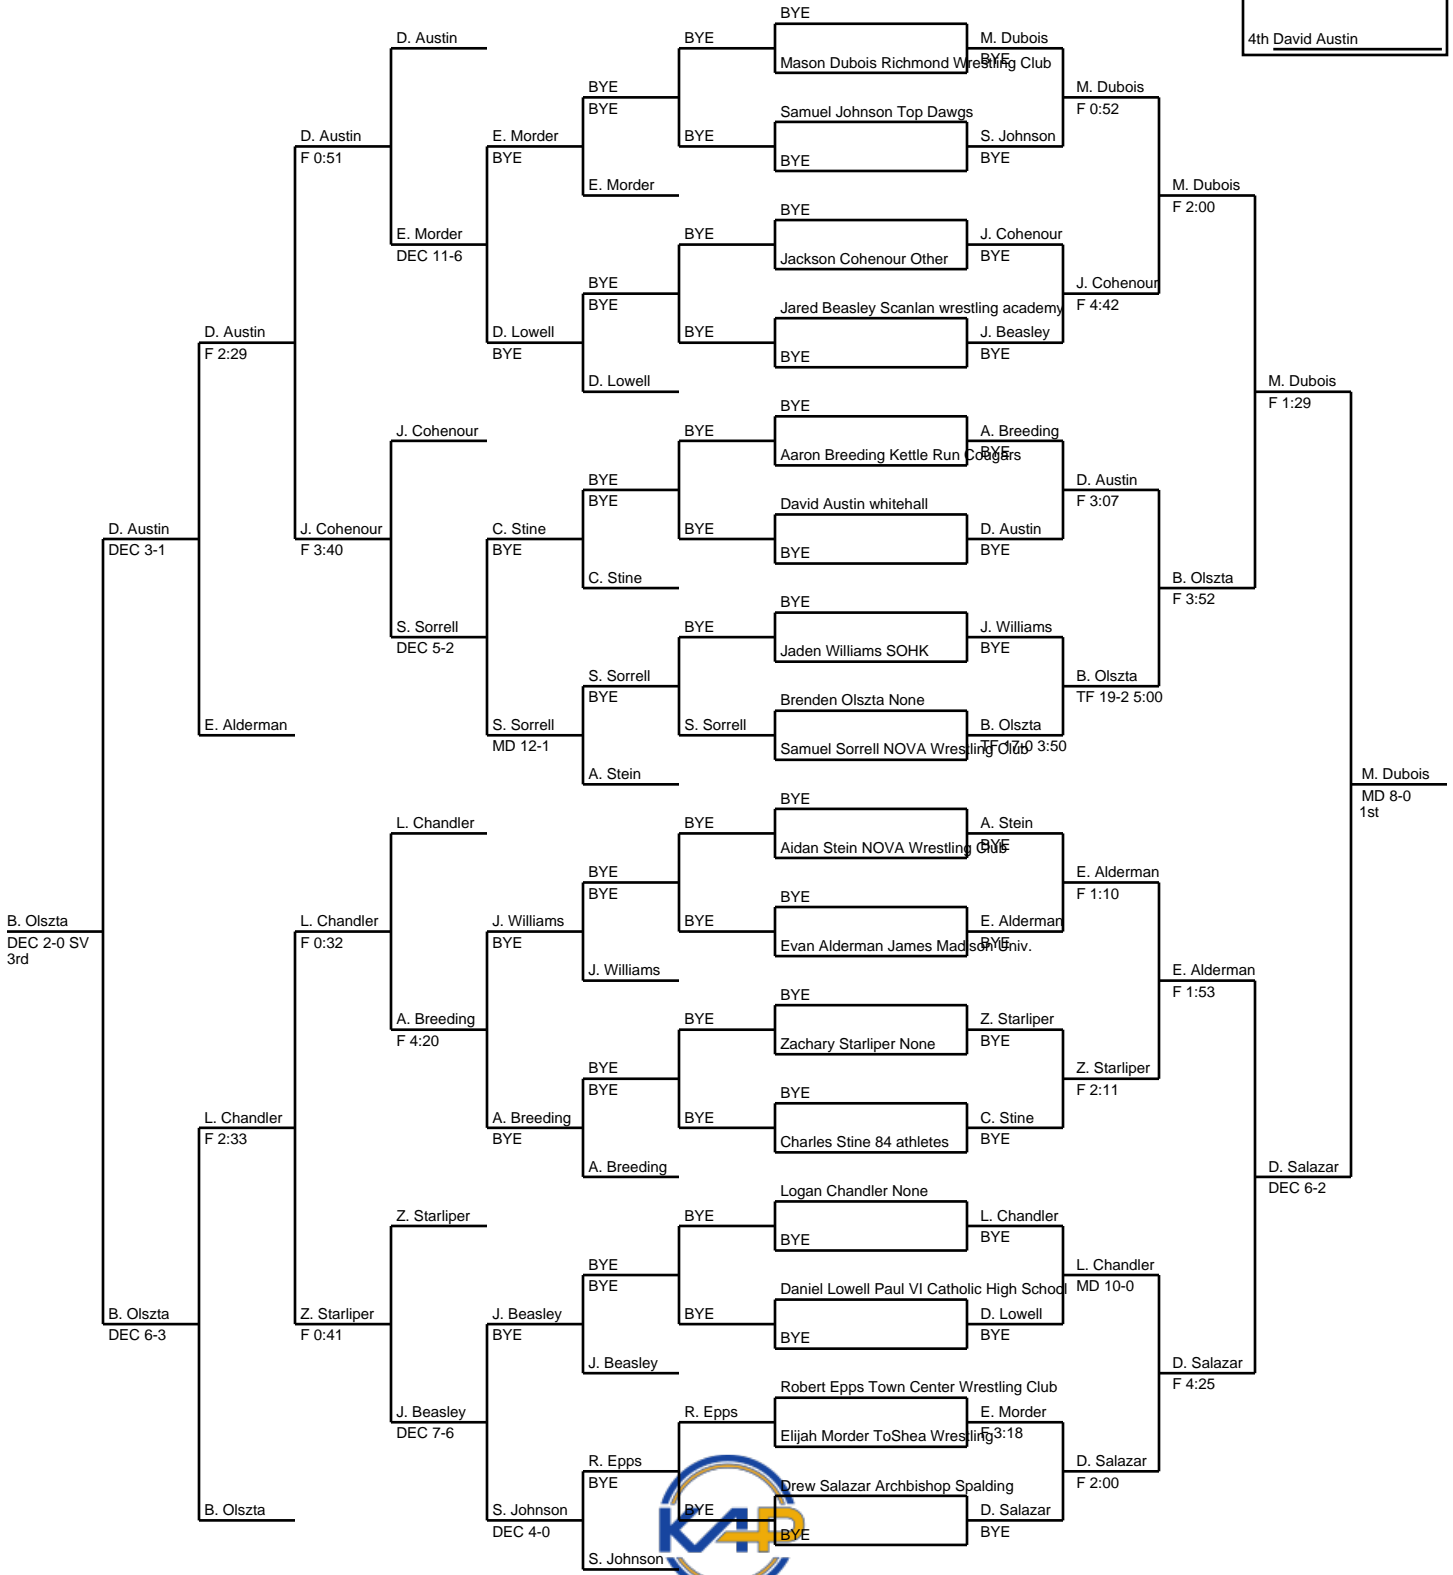 BYE
D. Austin
BYE
M. Dubois
4th David Austin
BYE
Mason Dubois Richmond Wrestling Club
BYE
M. Dubois
BYE
F 0:52
Samuel Johnson Top Dawgs
D. Austin
E. Morder
BYE
S. Johnson
F 0:51
BYE
BYE
BYE
E. Morder
M. Dubois
F 2:00
BYE
E. Morder
BYE
J. Cohenour
DEC 11-6
Jackson Cohenour Other
BYE
BYE
J. Cohenour
BYE
F 4:42
Jared Beasley Scanlan wrestling academy
D. Austin
D. Lowell
BYE
J. Beasley
F 2:29
BYE
BYE
BYE
D. Lowell
M. Dubois
F 1:29
BYE
J. Cohenour
BYE
A. Breeding
Aaron Breeding Kettle Run Cougars
BYE
BYE
D. Austin
BYE
F 3:07
David Austin whitehall
D. Austin
J. Cohenour
C. Stine
BYE
D. Austin
DEC 3-1
F 3:40
BYE
BYE
BYE
C. Stine
B. Olszta
F 3:52
BYE
S. Sorrell
BYE
J. Williams
DEC 5-2
Jaden Williams SOHK
BYE
S. Sorrell
B. Olszta
BYE
TF 19-2 5:00
Brenden Olszta None
E. Alderman
S. Sorrell
S. Sorrell
B. Olszta
MD 12-1
Samuel Sorrell NOVA Wrestling Club
TF 17-0 3:50
A. Stein
M. Dubois
MD 8-0
1st
BYE
L. Chandler
BYE
A. Stein
Aidan Stein NOVA Wrestling Club
BYE
BYE
E. Alderman
BYE
F 1:10
BYE
B. Olszta
L. Chandler
J. Williams
BYE
E. Alderman
DEC 2-0 SV
F 0:32
BYE
Evan Alderman James Madison Univ.
BYE
3rd
J. Williams
E. Alderman
F 1:53
BYE
A. Breeding
BYE
Z. Starliper
F 4:20
Zachary Starliper None
BYE
BYE
Z. Starliper
BYE
F 2:11
BYE
L. Chandler
A. Breeding
BYE
C. Stine
F 2:33
BYE
Charles Stine 84 athletes
BYE
A. Breeding
D. Salazar
DEC 6-2
Logan Chandler None
Z. Starliper
BYE
L. Chandler
BYE
BYE
BYE
L. Chandler
BYE
MD 10-0
Daniel Lowell Paul VI Catholic High School
B. Olszta
Z. Starliper
J. Beasley
BYE
D. Lowell
DEC 6-3
F 0:41
BYE
BYE
BYE
J. Beasley
D. Salazar
F 4:25
Robert Epps Town Center Wrestling Club
J. Beasley
R. Epps
E. Morder
DEC 7-6
Elijah Morder ToShea Wrestling
F 3:18
R. Epps
D. Salazar
BYE
F 2:00
Drew Salazar Archbishop Spalding
B. Olszta
S. Johnson
BYE
D. Salazar
DEC 4-0
BYE
BYE
S. Johnson
KAP